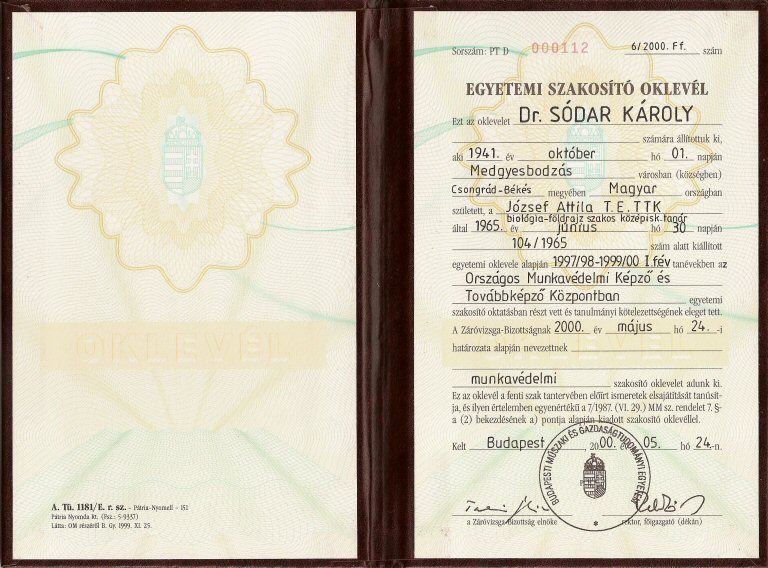 OKLEVÉL
A. Tü. 1181/E. r. sz. - Pátria-Nyomell - 151
Pátria Nyomda Rt. (Fsz.: 5-9337)
Látta: OM részéről B. Gy. 1999. XI. 25.
Sorszám: PT D 000112 6/2000. Ff. szám
EGYETEMI SZAKOSÍTÓ OKLEVÉL
Ezt az oklevelet Dr. SÓDAR KÁROLY
számára állítottuk ki,
aki 1941. év október hó 01. napján
Medgyesbodzás városban (községben)
Csongrád-Békés megyében Magyar országban
született, a József Attila T.E.TTK
biológia-földrajz szakos középisk.tanár
által 1965. év június hó 30 napján
104/1965 szám alatt kiállított
egyetemi oklevele alapján 1997/98-1999/00 I.fév tanévekben az
Országos Munkavédelmi Képző és
Továbbképző Központban egyetemi
szakosító oktatásban részt vett és tanulmányi kötelezettségének eleget tett.
A Záróvizsga-Bizottságnak 2000. év május hó 24. -i
határozata alapján nevezettnek
munkavédelmi szakosító oklevelet adunk ki.
Ez az oklevél a fenti szak tantervében előírt ismeretek elsajátítását tanúsít-
ja, és ilyen értelemben egyenértékű a 7/1987. (VI. 29.) MM sz. rendelet 7. §-
a (2) bekezdésének a) pontja alapján kiadott szakosító oklevéllel.
Kelt Budapest, 2000. év 05. hó 24.-n.
BUDAPESTI MŰSZAKI ÉS GAZDASÁGTUDOMÁNYI EGYETEM
a Záróvizsga-Bizottság elnöke rektor, főigazgató (dékán)